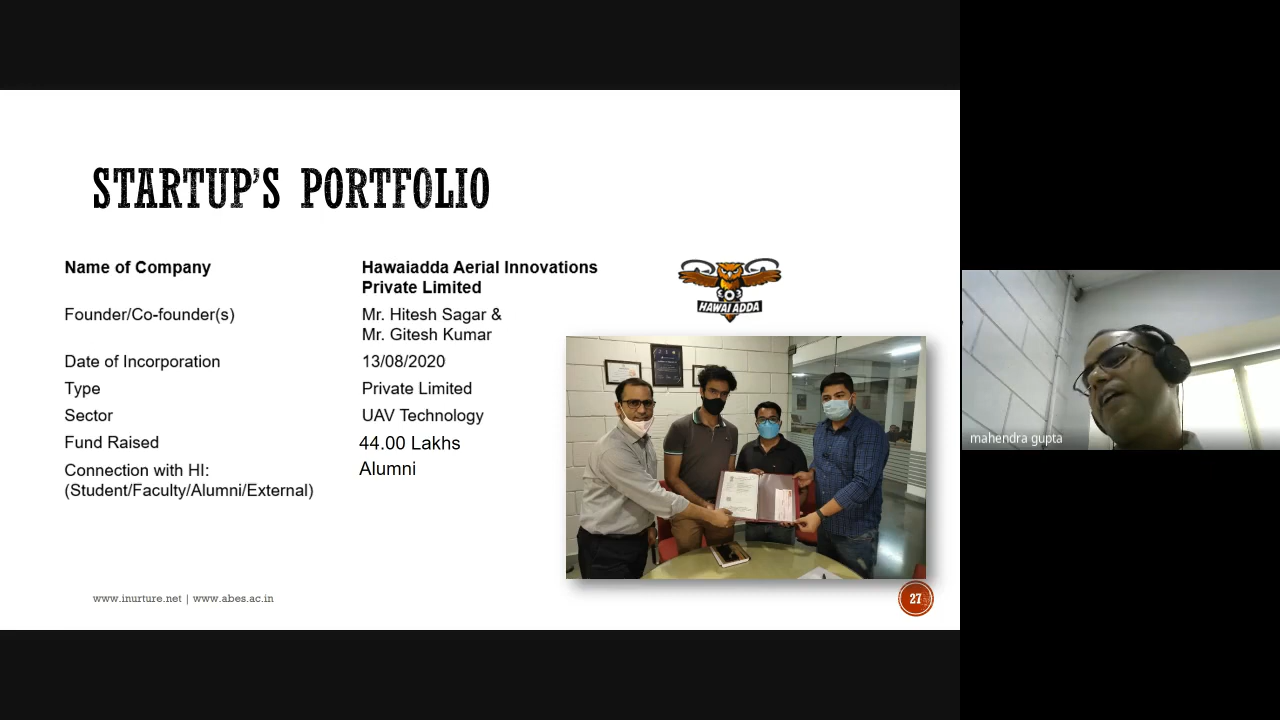 STARTUP'S PORTFOLIO
Name of Company
Hawaiadda Aerial Innovations
Private Limited
HAWAI ADDA
Founder/Co-founder(s)
Mr. Hitesh Sagar &
Mr. Gitesh Kumar
Date of Incorporation
13/08/2020
Type
Private Limited
Sector
UAV Technology
Fund Raised
44.00 Lakhs
Connection with HI:
(Student/Faculty/Alumni/External)
Alumni
www.inurture.net | www.abes.ac.in
27
mahendra gupta